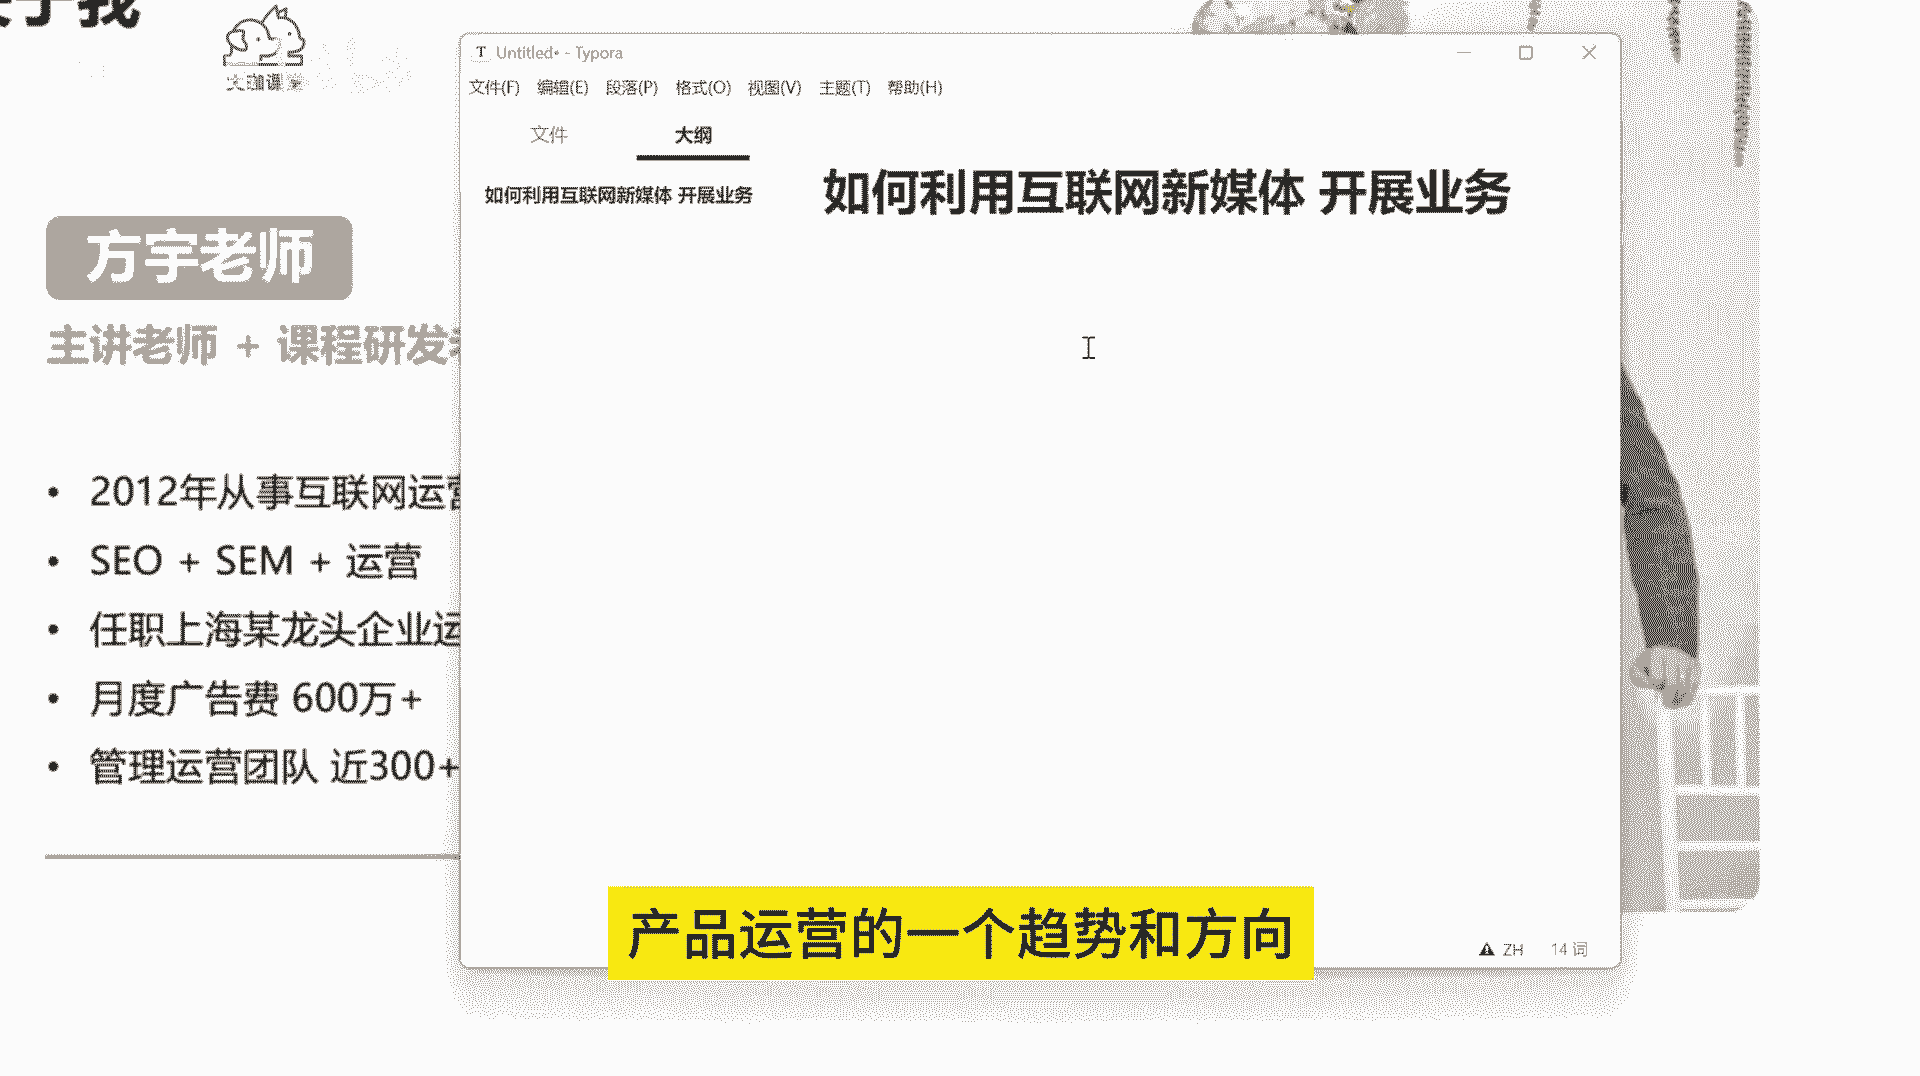 于我
大咖课堂
方宇老师
主讲老师 + 课程研发
2012年从事互联网运营
SEO + SEM + 运营
任职上海某龙头企业运
月度广告费 600万+
管理运营团队 近300+
Untitled• - Typora
文件(F) 编辑(E) 段落(P) 格式(O) 视图(V) 主题(T) 帮助(H)
文件 大纲
如何利用互联网新媒体 开展业务
如何利用互联网新媒体 开展业务
产品运营的一个趋势和方向
ZH 14 词